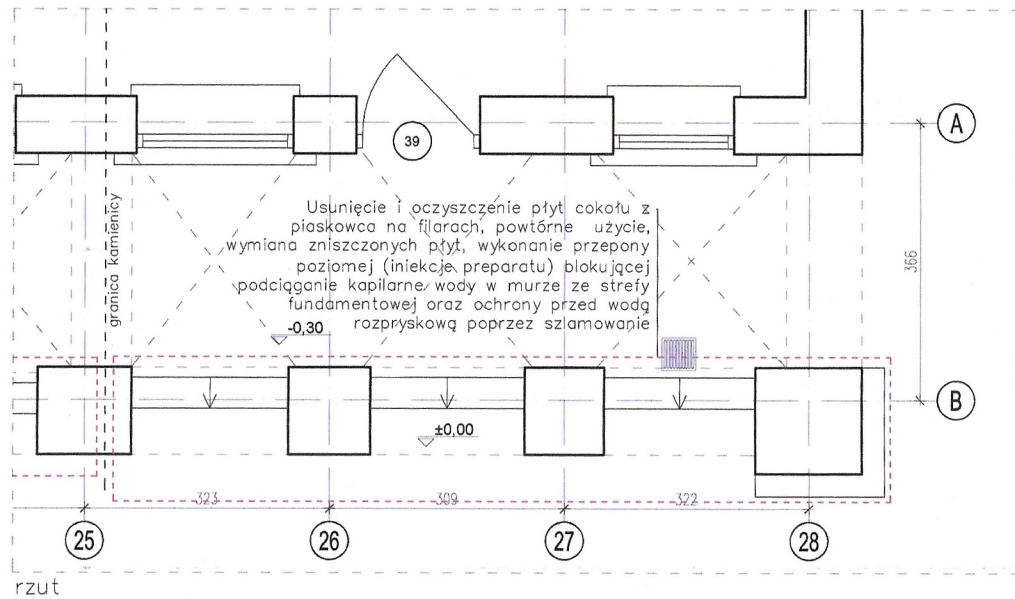 39
A
Usunięcie i oczyszczenie płyt cokołu z
piaskowca na filarach, powtórne użycie,
wymiana zniszczonych płyt, wykonanie przepony
poziomej (iniekcje preparatu) blokującej
podciąganie kapilarne wody w murze ze strefy
fundamentowej oraz ochrony przed wodą
rozpryskową poprzez szlamowanie
granica kamienicy
366
-0,30
B
±0,00
323
309
322
25
26
27
28
rzut